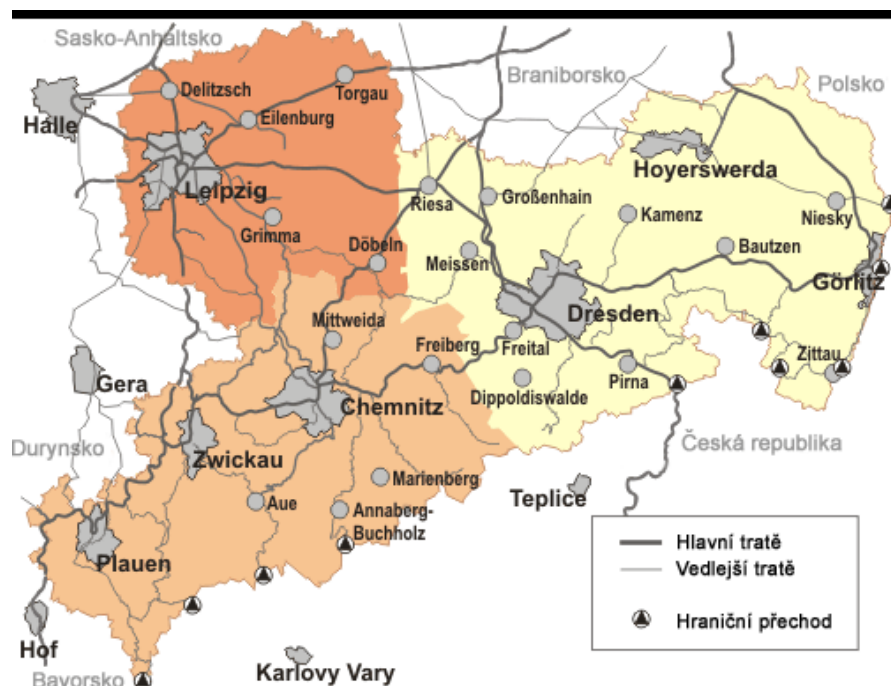 Sasko-Anhaltsko
Braniborsko
Polsko
Delitzsch
Torgau
Halle
Eilenburg
Hoyerswerda
Leipzig
Riesa
Großenhain
Kamenz
Niesky
Grimma
Döbeln
Meissen
Bautzen
Görlitz
Dresden
Mittweida
Freiberg
Freital
Zittau
Gera
Chemnitz
Dippoldiswalde
Pirna
Durynsko
Zwickau
Česká republika
Marienberg
Teplice
Aue
Annaberg-
Buchholz
Plauen
Hlavní tratě
Vedlejší tratě
Hraniční přechod
Hof
Karlovy Vary
Bavorsko